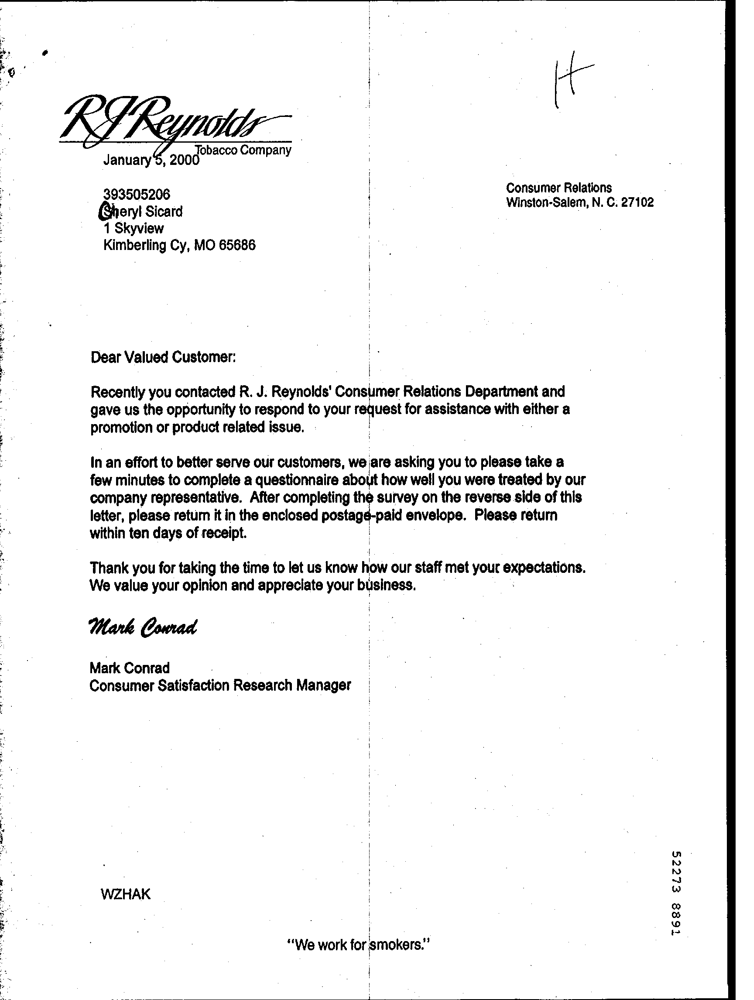 H
RJReynolds
Tobacco Company
January 5, 2000
393505206
Cheryl Sicard
1 Skyview
Kimberling Cy, MO 65686
Consumer Relations
Winston-Salem, N. C. 27102
Dear Valued Customer:
Recently you contacted R. J. Reynolds' Consumer Relations Department and
gave us the opportunity to respond to your request for assistance with either a
promotion or product related issue.
In an effort to better serve our customers, we are asking you to please take a
few minutes to complete a questionnaire about how well you were treated by our
company representative. After completing the survey on the reverse side of this
letter, please return it in the enclosed postage-paid envelope. Please return
within ten days of receipt.
Thank you for taking the time to let us know how our staff met your expectations.
We value your opinion and appreciate your business.
Mark Conrad
Mark Conrad
Consumer Satisfaction Research Manager
52273 8891
WZHAK
"We work for smokers."